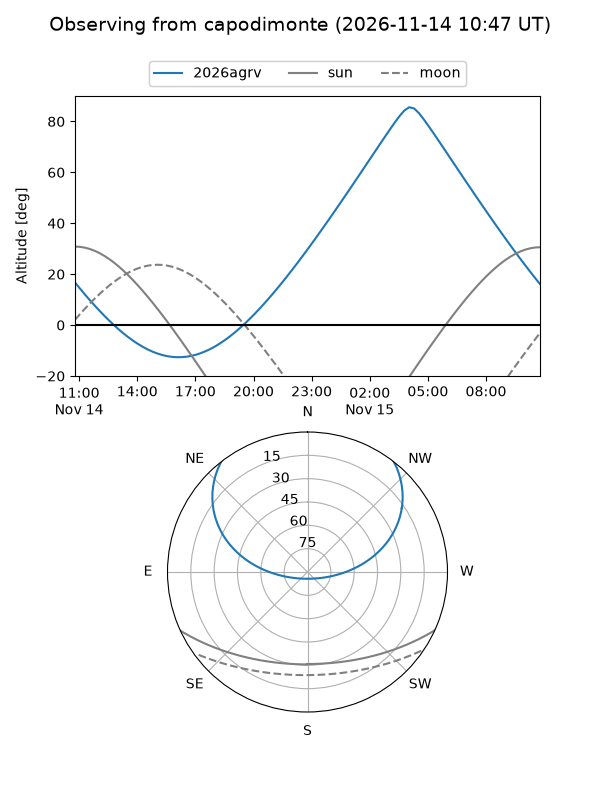 Observing from capodimonte (2026-11-14 10:47 UT)
2026agrv sun moon
Altitude [deg]
80
60
40
20
0
−20
11:00 14:00 17:00 20:00 23:00 02:00 05:00 08:00
Nov 14 Nov 15
N
NE NW
15
30
45
60
75
E W
SE SW
S